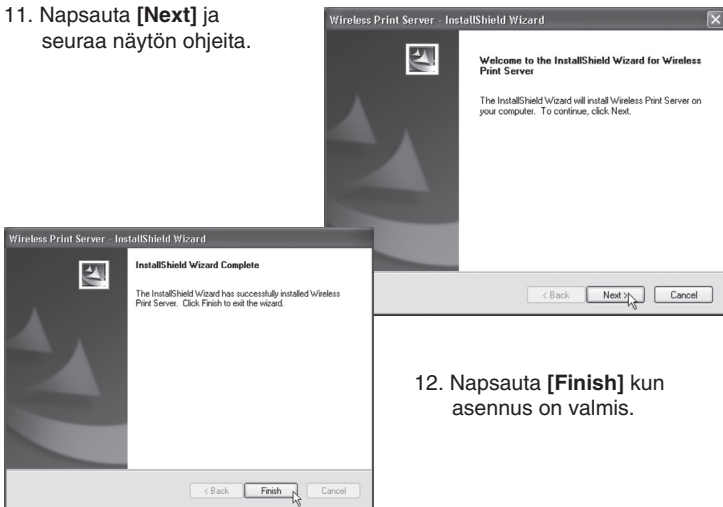 11. Napsauta [Next] ja
seuraa näytön ohjeita.
Wireless Print Server - InstallShield Wizard
Welcome to the InstallShield Wizard for Wireless
Print Server
The InstallShield Wizard will install Wireless Print Server on
your computer. To continue, click Next.
< Back
Next >
Cancel
Wireless Print Server - InstallShield Wizard
InstallShield Wizard Complete
The InstallShield Wizard has successfully installed Wireless
Print Server. Click Finish to exit the wizard.
< Back
Finish
Cancel
12. Napsauta [Finish] kun
asennus on valmis.